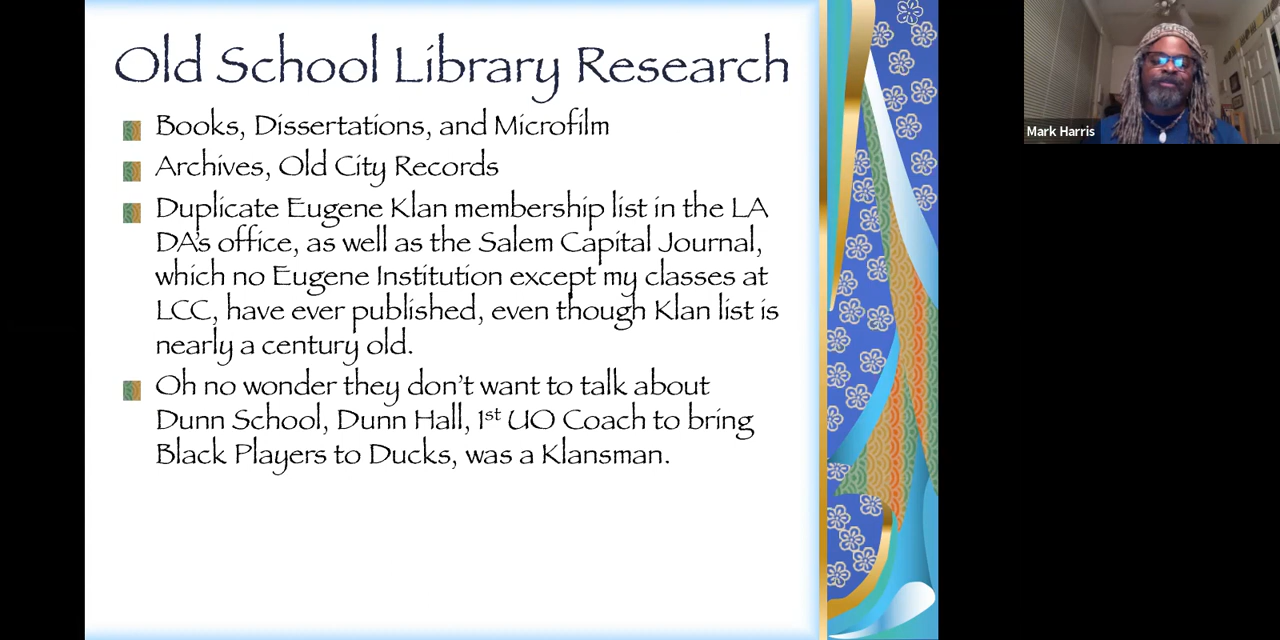 Old School Library Research
Books, Dissertations, and Microfilm
Archives, Old City Records
Duplicate Eugene Klan membership list in the LA
DA's office, as well as the Salem Capital Journal,
which no Eugene Institution except my classes at
LCC, have ever published, even though Klan list is
nearly a century old.
Oh no wonder they don't want to talk about
Dunn School, Dunn Hall, 1st UO Coach to bring
Black Players to Ducks, was a Klansman.
Mark Harris